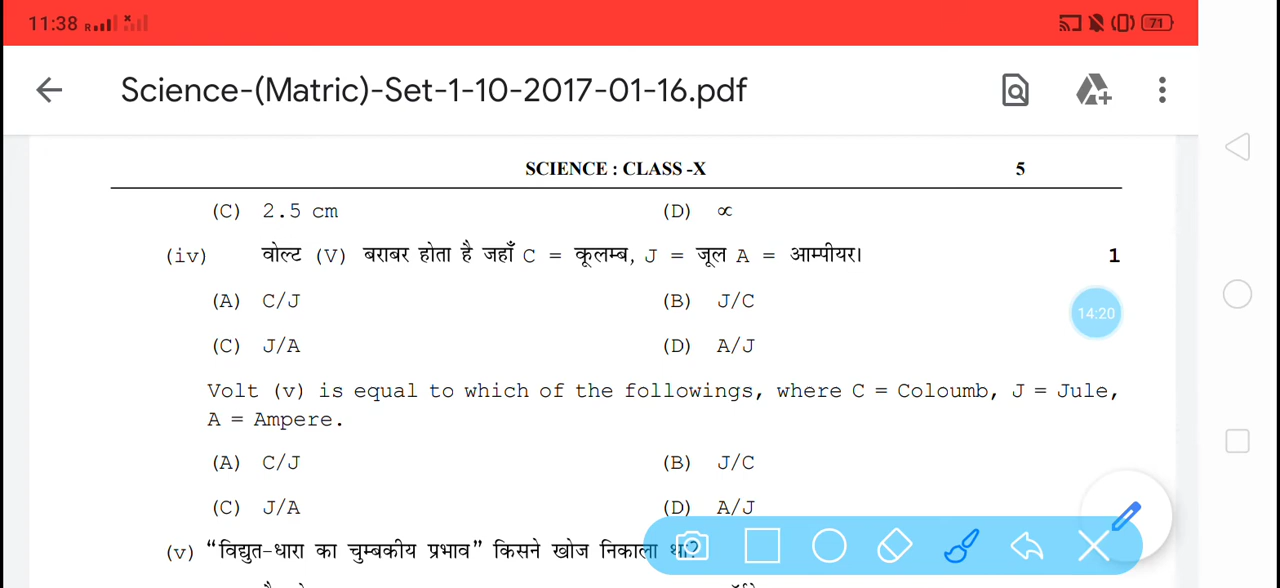 11:38
71
Science-(Matric)-Set-1-10-2017-01-16.pdf
SCIENCE : CLASS -X 5
(C) 2.5 cm (D) ∝
(iv) वोल्ट (V) बराबर होता है जहाँ C = कूलम्ब, J = जूल A = आम्पीयर। 1
(A) C/J (B) J/C
14:20
(C) J/A (D) A/J
Volt (v) is equal to which of the followings, where C = Coloumb, J = Jule,
A = Ampere.
(A) C/J (B) J/C
(C) J/A (D) A/J
(v) “विद्युत-धारा का चुम्बकीय प्रभाव” किसने खोज निकाला था?